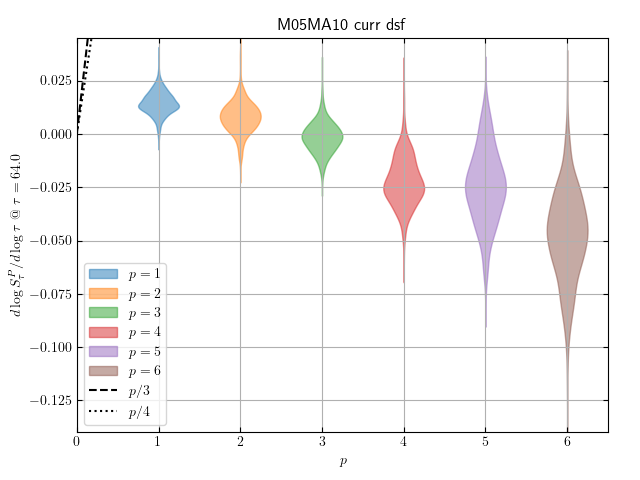 M05MA10 curr dsf
d log S_τ^P/d log τ @ τ = 64.0
0.025
0.000
−0.025
−0.050
−0.075
−0.100
−0.125
p = 1
p = 2
p = 3
p = 4
p = 5
p = 6
p/3
p/4
0 1 2 3 4 5 6
p